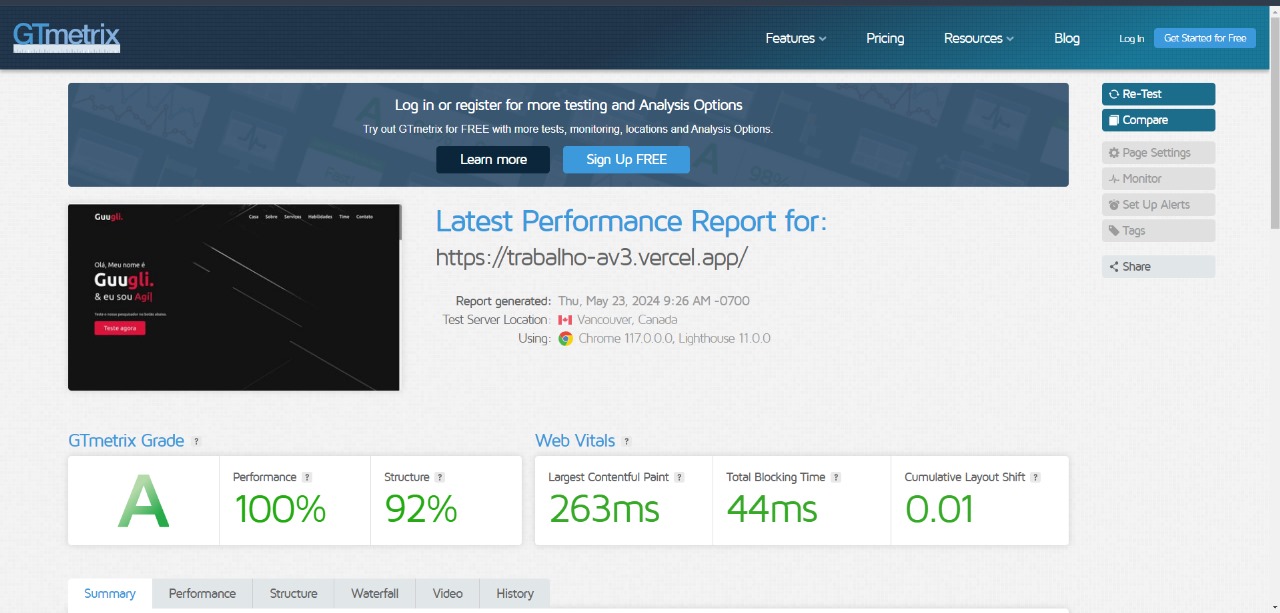 GTmetrix
Features
Pricing
Resources
Blog
Log In
Get Started for Free
Log in or register for more testing and Analysis Options
Try out GTmetrix for FREE with more tests, monitoring, locations and Analysis Options.
Learn more
Sign Up FREE
Re-Test
Compare
Page Settings
Monitor
Set Up Alerts
Tags
Share
Guugli.
Casa Sobre Serviços Habilidades Time Contato
Olá, Meu nome é
Guugli.
& eu sou Agil
Teste o nosso pesquisador no botão abaixo.
Teste agora
Latest Performance Report for:
https://trabalho-av3.vercel.app/
Report generated: Thu, May 23, 2024 9:26 AM -0700
Test Server Location: Vancouver, Canada
Using: Chrome 117.0.0.0, Lighthouse 11.0.0
GTmetrix Grade ?
A
Performance ?
100%
Structure ?
92%
Web Vitals ?
Largest Contentful Paint ?
263ms
Total Blocking Time ?
44ms
Cumulative Layout Shift ?
0.01
Summary
Performance
Structure
Waterfall
Video
History